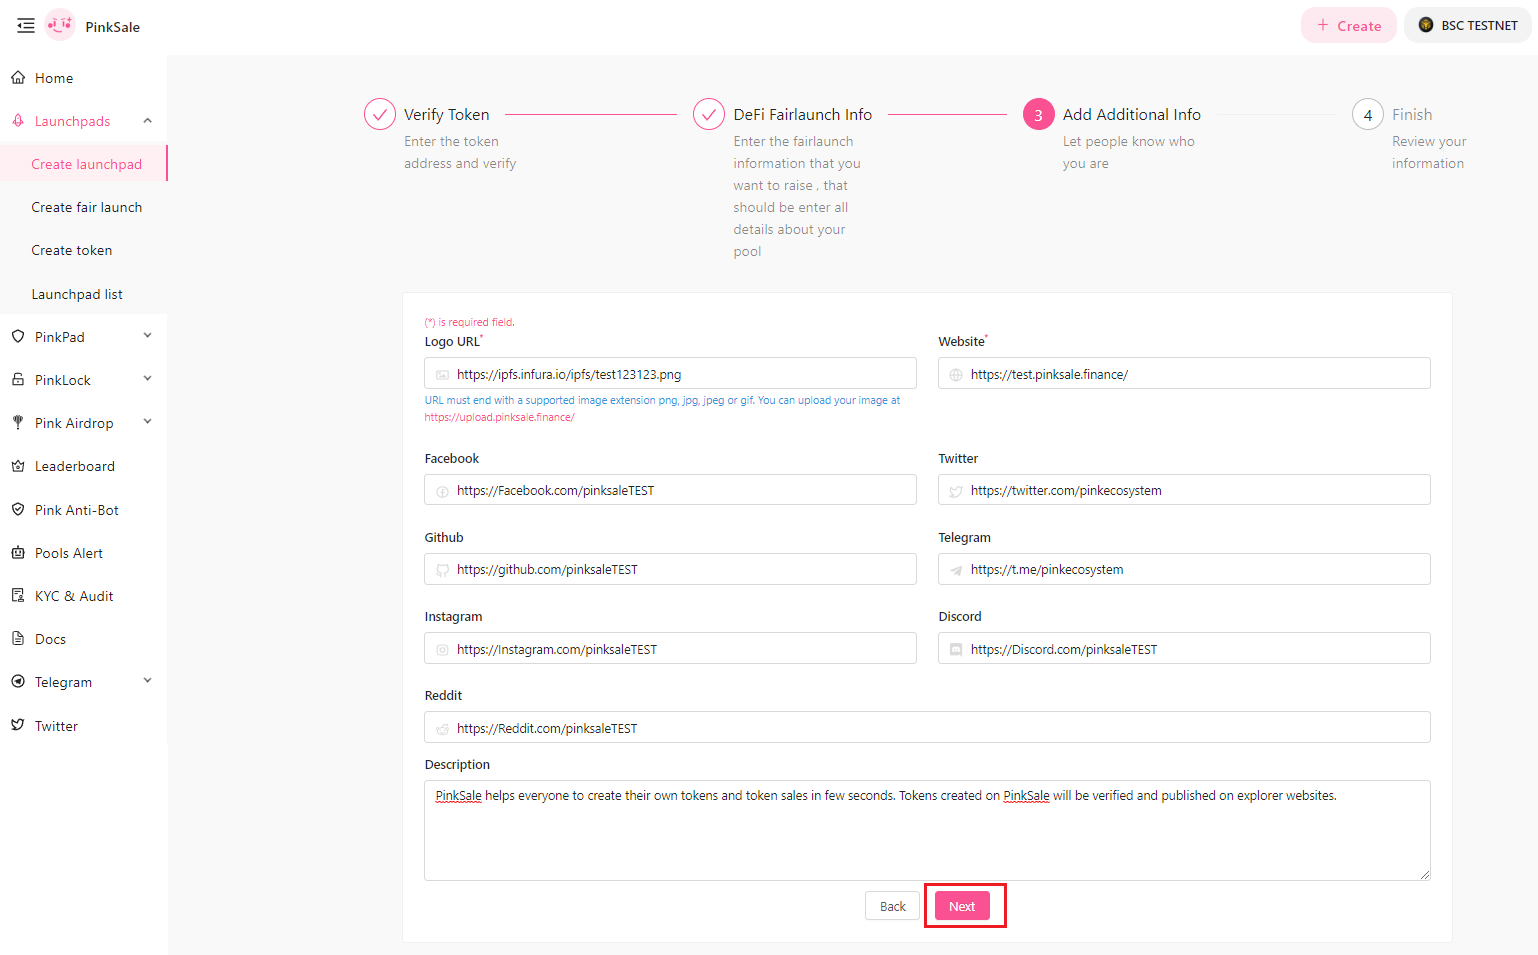 PinkSale
+ Create
BSC TESTNET
Home
Launchpads
Create launchpad
Create fair launch
Create token
Launchpad list
PinkPad
PinkLock
Pink Airdrop
Leaderboard
Pink Anti-Bot
Pools Alert
KYC & Audit
Docs
Telegram
Twitter
Verify Token
Enter the token
address and verify
DeFi Fairlaunch Info
Enter the fairlaunch
information that you
want to raise , that
should be enter all
details about your
pool
3
Add Additional Info
Let people know who
you are
4
Finish
Review your
information
(*) is required field.
Logo URL*
https://ipfs.infura.io/ipfs/test123123.png
URL must end with a supported image extension png, jpg, jpeg or gif. You can upload your image at
https://upload.pinksale.finance/
Website*
https://test.pinksale.finance/
Facebook
https://Facebook.com/pinksaleTEST
Twitter
https://twitter.com/pinkecosystem
Github
https://github.com/pinksaleTEST
Telegram
https://t.me/pinkecosystem
Instagram
https://Instagram.com/pinksaleTEST
Discord
https://Discord.com/pinksaleTEST
Reddit
https://Reddit.com/pinksaleTEST
Description
PinkSale helps everyone to create their own tokens and token sales in few seconds. Tokens created on PinkSale will be verified and published on explorer websites.
Back
Next